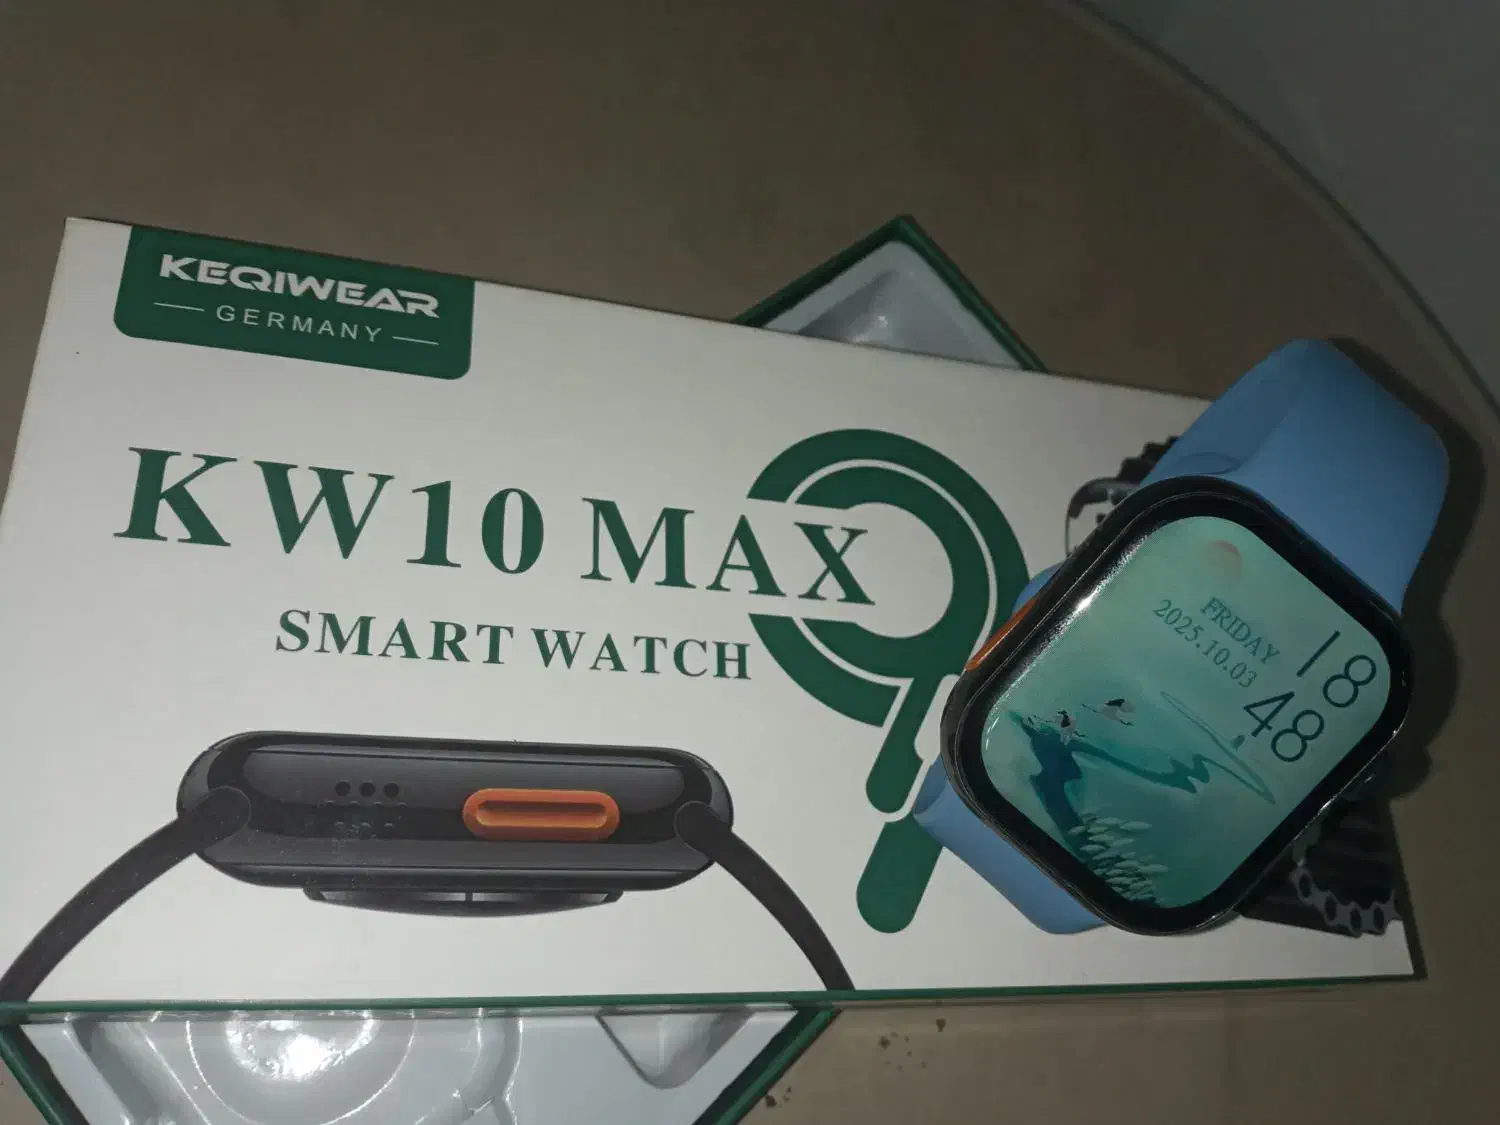 KEQIWEAR
GERMANY
KW10 MAX
SMART WATCH
FRIDAY
2025.10.03
18
48